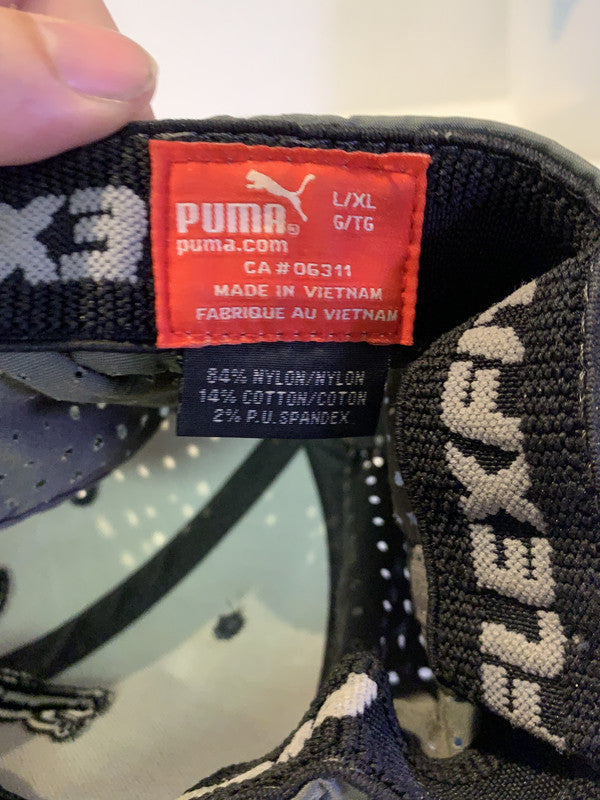 PUMA®
puma.com
L/XL
G/TG
CA # 06311
MADE IN VIETNAM
FABRIQUE AU VIETNAM
84% NYLON/NYLON
14% COTTON/COTON
2% P.U. SPANDEX